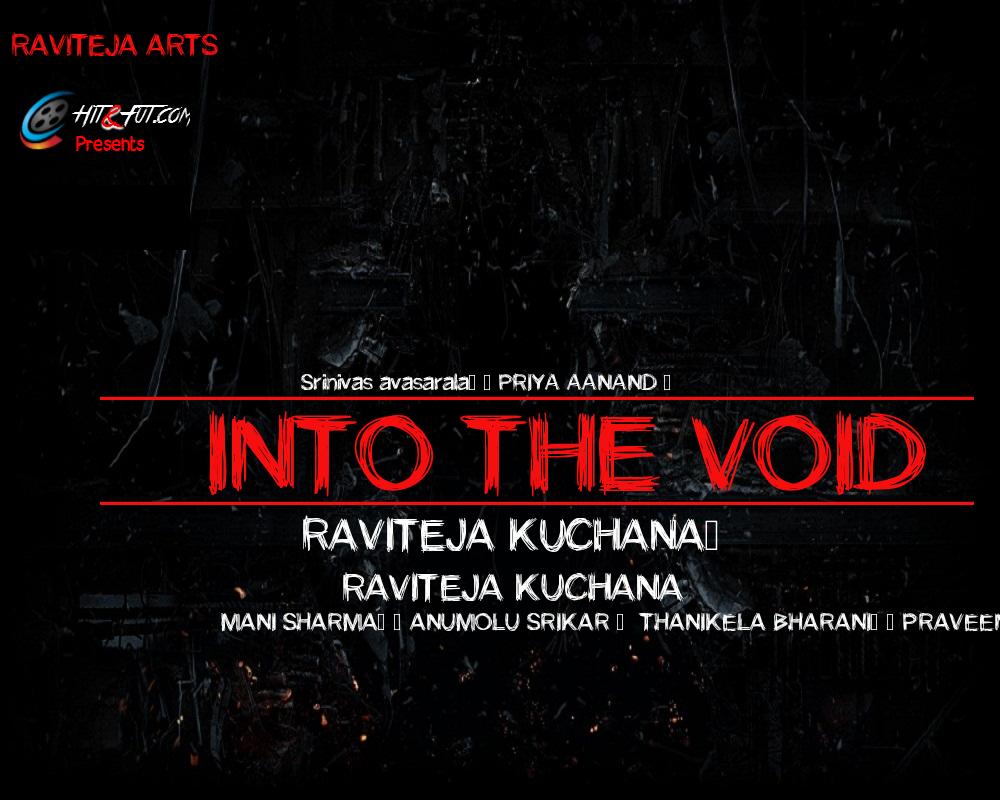 RAVITEJA ARTS
HIT&FUT.COM
Presents
Srinivas avasarala PRIYA AANAND
INTO THE VOID
RAVITEJA KUCHANA
RAVITEJA KUCHANA
MANI SHARMA ANUMOLU SRIKAR THANIKELA BHARANI PRAVEEN